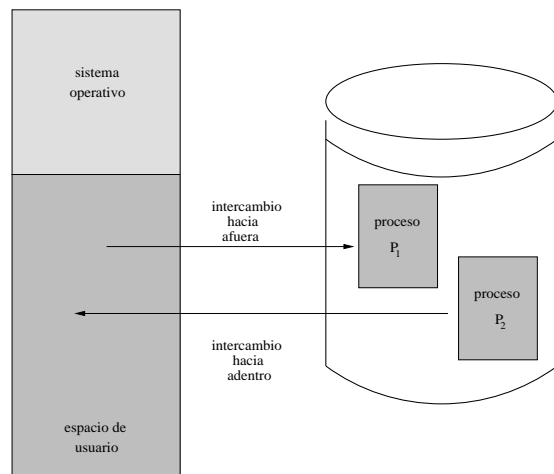 sistema
operativo
intercambio
hacia
afuera
proceso
P1
proceso
P2
intercambio
hacia
adentro
espacio de
usuario